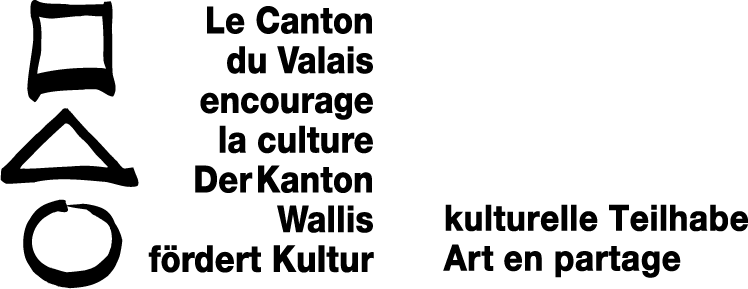 Le Canton
du Valais
encourage
la culture
Der Kanton
Wallis
fördert Kultur
kulturelle Teilhabe
Art en partage